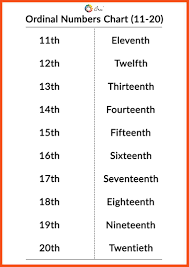 Ordinal Numbers Chart (11-20)
11th Eleventh
12th Twelfth
13th Thirteenth
14th Fourteenth
15th Fifteenth
16th Sixteenth
17th Seventeenth
18th Eighteenth
19th Nineteenth
20th Twentieth